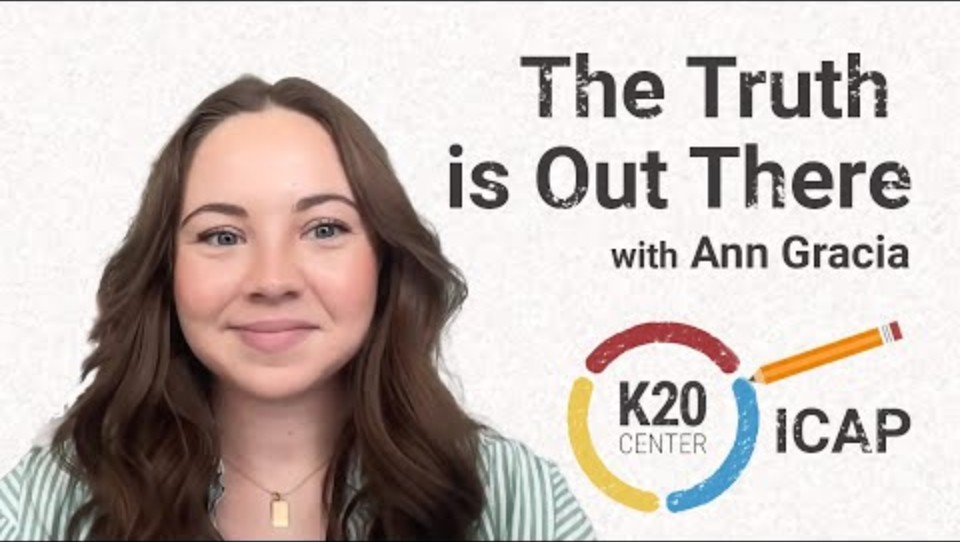 The Truth
is Out There
with Ann Gracia
K20
CENTER
ICAP